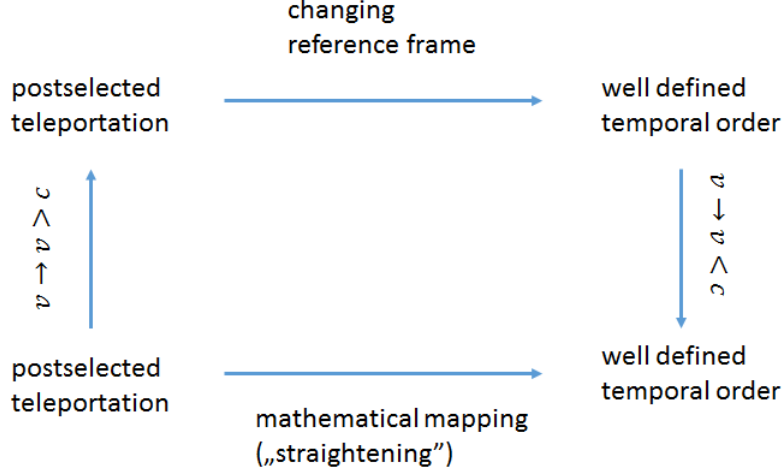 changing
reference frame
postselected
teleportation
well defined
temporal order
v → v > c
v → v < c
postselected
teleportation
well defined
temporal order
mathematical mapping
(„straightening”)